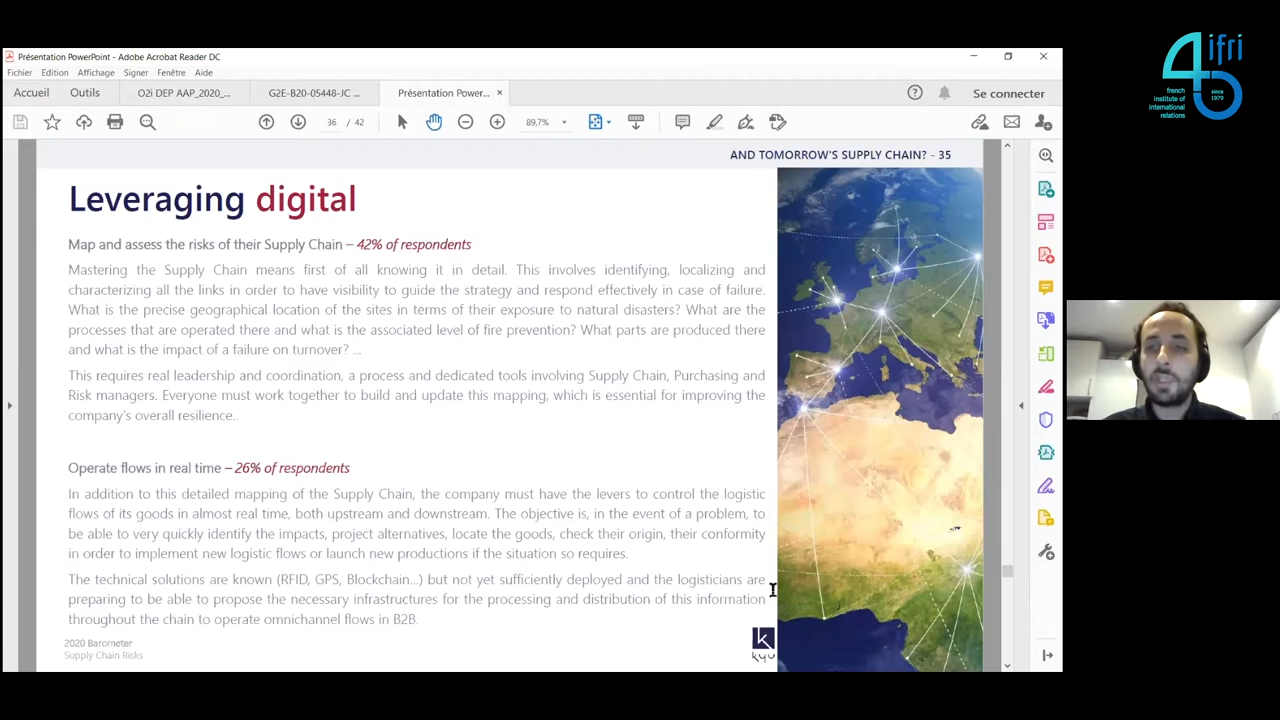 Présentation PowerPoint - Adobe Acrobat Reader DC
Fichier Edition Affichage Signer Fenêtre Aide
Accueil Outils O2i DEP AAP_2020_... G2E-B20-05448-JC ... Présentation Power... × Se connecter
36 / 42 89,7%
AND TOMORROW'S SUPPLY CHAIN? - 35
Leveraging digital
Map and assess the risks of their Supply Chain – 42% of respondents
Mastering the Supply Chain means first of all knowing it in detail. This involves identifying, localizing and
characterizing all the links in order to have visibility to guide the strategy and respond effectively in case of failure.
What is the precise geographical location of the sites in terms of their exposure to natural disasters? What are the
processes that are operated there and what is the associated level of fire prevention? What parts are produced there
and what is the impact of a failure on turnover? ...
This requires real leadership and coordination, a process and dedicated tools involving Supply Chain, Purchasing and
Risk managers. Everyone must work together to build and update this mapping, which is essential for improving the
company's overall resilience..
Operate flows in real time – 26% of respondents
In addition to this detailed mapping of the Supply Chain, the company must have the levers to control the logistic
flows of its goods in almost real time, both upstream and downstream. The objective is, in the event of a problem, to
be able to very quickly identify the impacts, project alternatives, locate the goods, check their origin, their conformity
in order to implement new logistic flows or launch new productions if the situation so requires.
The technical solutions are known (RFID, GPS, Blockchain...) but not yet sufficiently deployed and the logisticians are
preparing to be able to propose the necessary infrastructures for the processing and distribution of this information
throughout the chain to operate omnichannel flows in B2B.
2020 Barometer
Supply Chain Risks
k
kyu
ifri
40
french
institute of
international
relations
since
1979